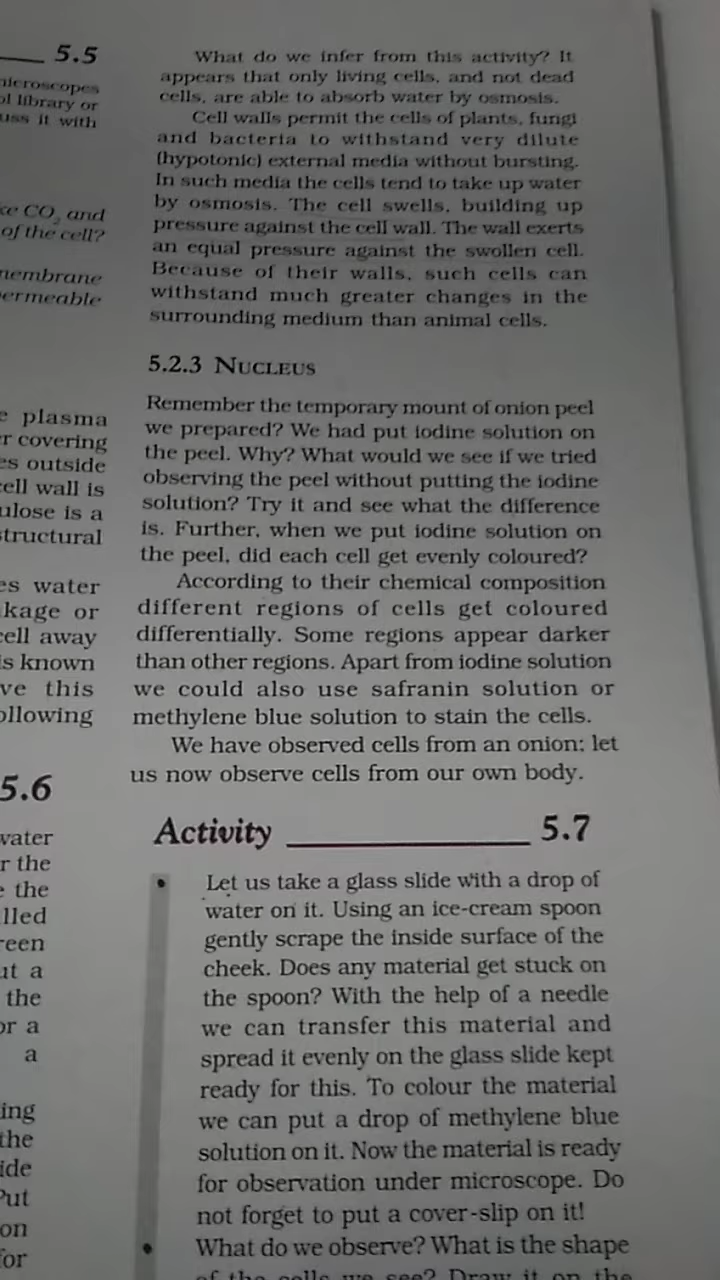 5.5
microscopes
library or
it with
CO₂ and
of the cell?
membrane
permeable
plasma
covering
outside
cell wall is
is a
structural
water
or
cell away
is known
this
following
5.6
water
the
the
a
the
a
a
the
What do we infer from this activity? It
appears that only living cells, and not dead
cells, are able to absorb water by osmosis.
Cell walls permit the cells of plants, fungi
and bacteria to withstand very dilute
(hypotonic) external media without bursting.
In such media the cells tend to take up water
by osmosis. The cell swells, building up
pressure against the cell wall. The wall exerts
an equal pressure against the swollen cell.
Because of their walls, such cells can
withstand much greater changes in the
surrounding medium than animal cells.
5.2.3 NUCLEUS
Remember the temporary mount of onion peel
we prepared? We had put iodine solution on
the peel. Why? What would we see if we tried
observing the peel without putting the iodine
solution? Try it and see what the difference
is. Further, when we put iodine solution on
the peel, did each cell get evenly coloured?
According to their chemical composition
different regions of cells get coloured
differentially. Some regions appear darker
than other regions. Apart from iodine solution
we could also use safranin solution or
methylene blue solution to stain the cells.
We have observed cells from an onion; let
us now observe cells from our own body.
Activity 5.7
• Let us take a glass slide with a drop of
water on it. Using an ice-cream spoon
gently scrape the inside surface of the
cheek. Does any material get stuck on
the spoon? With the help of a needle
we can transfer this material and
spread it evenly on the glass slide kept
ready for this. To colour the material
we can put a drop of methylene blue
solution on it. Now the material is ready
for observation under microscope. Do
not forget to put a cover-slip on it!
• What do we observe? What is the shape
of the cells we see? Draw it on the